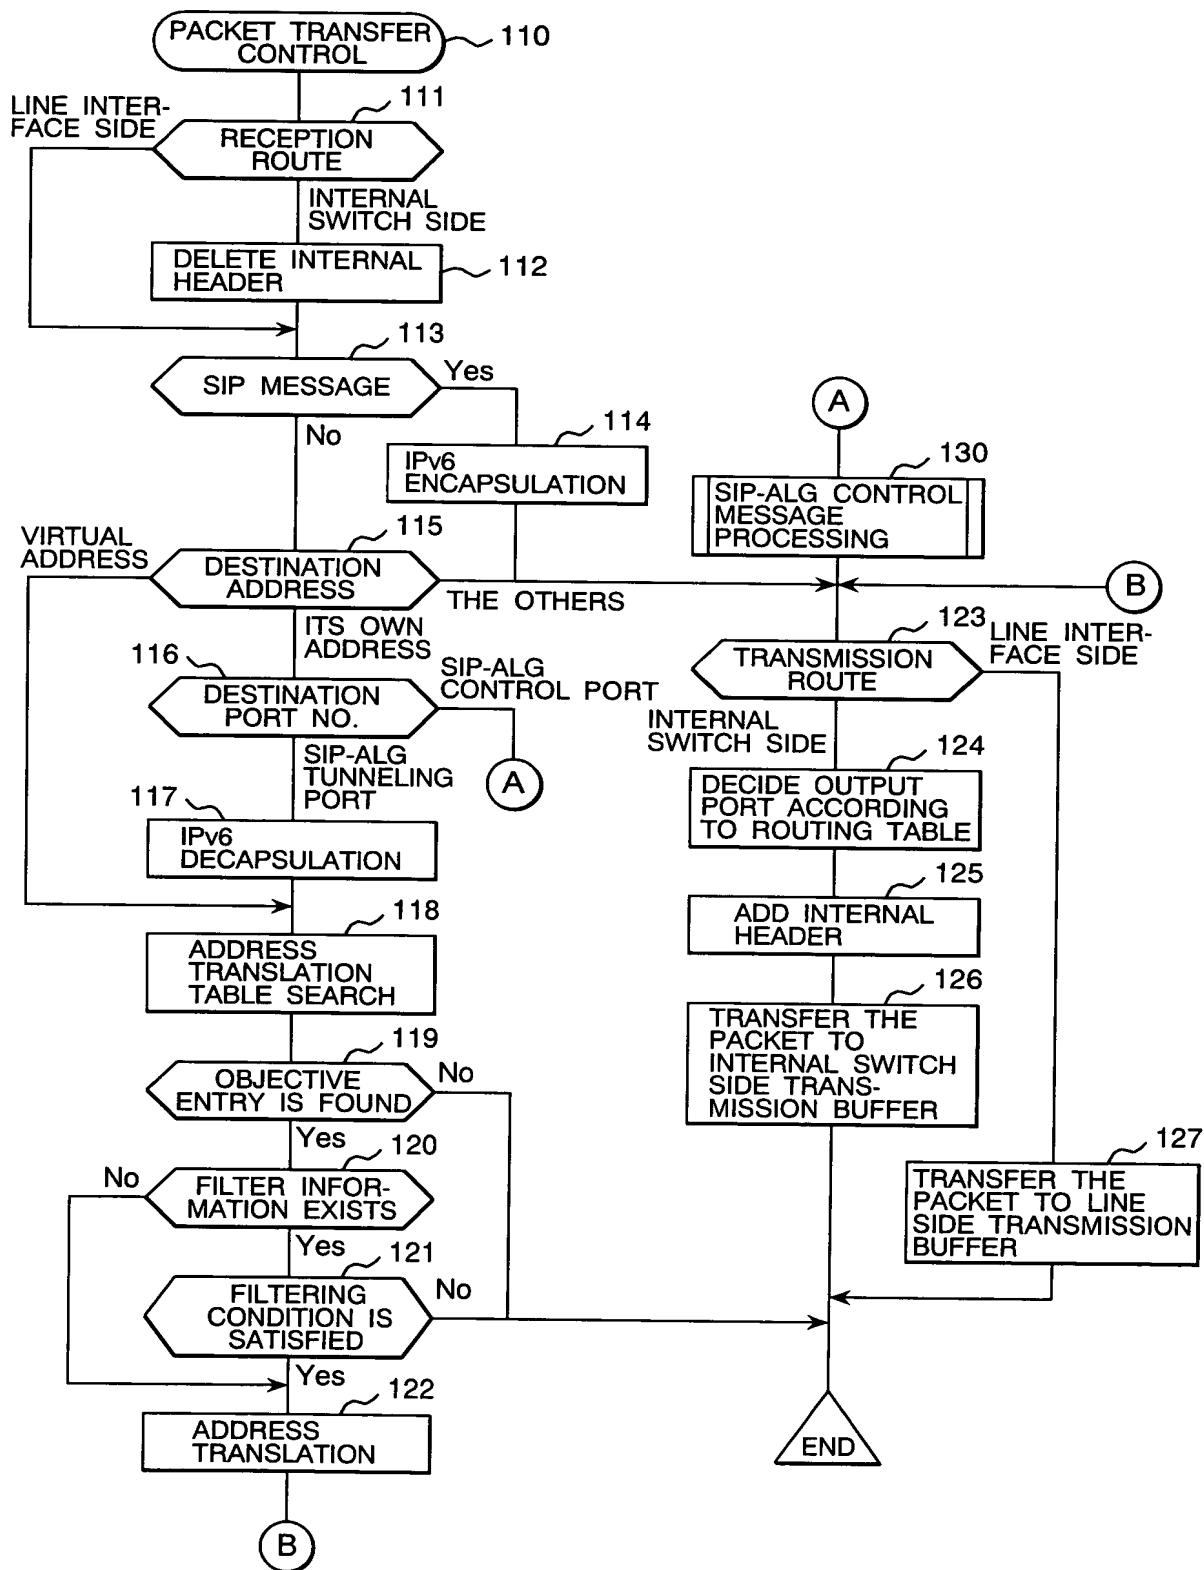 PACKET TRANSFER
CONTROL
110
LINE INTER-
FACE SIDE
111
RECEPTION
ROUTE
INTERNAL
SWITCH SIDE
DELETE INTERNAL
HEADER
112
113
SIP MESSAGE
Yes
No
114
IPv6
ENCAPSULATION
VIRTUAL
ADDRESS
115
DESTINATION
ADDRESS
THE OTHERS
ITS OWN
ADDRESS
116
DESTINATION
PORT NO.
SIP-ALG
CONTROL PORT
A
SIP-ALG
TUNNELING
PORT
117
IPv6
DECAPSULATION
118
ADDRESS
TRANSLATION
TABLE SEARCH
119
OBJECTIVE
ENTRY IS FOUND
No
Yes
120
No
FILTER INFOR-
MATION EXISTS
Yes
121
FILTERING
CONDITION IS
SATISFIED
No
Yes
122
ADDRESS
TRANSLATION
B
A
130
SIP-ALG CONTROL
MESSAGE
PROCESSING
B
123
TRANSMISSION
ROUTE
LINE INTER-
FACE SIDE
INTERNAL
SWITCH SIDE
124
DECIDE OUTPUT
PORT ACCORDING
TO ROUTING TABLE
125
ADD INTERNAL
HEADER
126
TRANSFER THE
PACKET TO
INTERNAL SWITCH
SIDE TRANS-
MISSION BUFFER
127
TRANSFER THE
PACKET TO LINE
SIDE TRANSMISSION
BUFFER
END